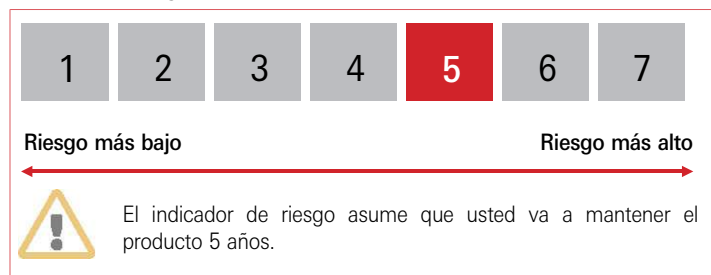 1 2 3 4 5 6 7
Riesgo más bajo Riesgo más alto
El indicador de riesgo asume que usted va a mantener el
producto 5 años.